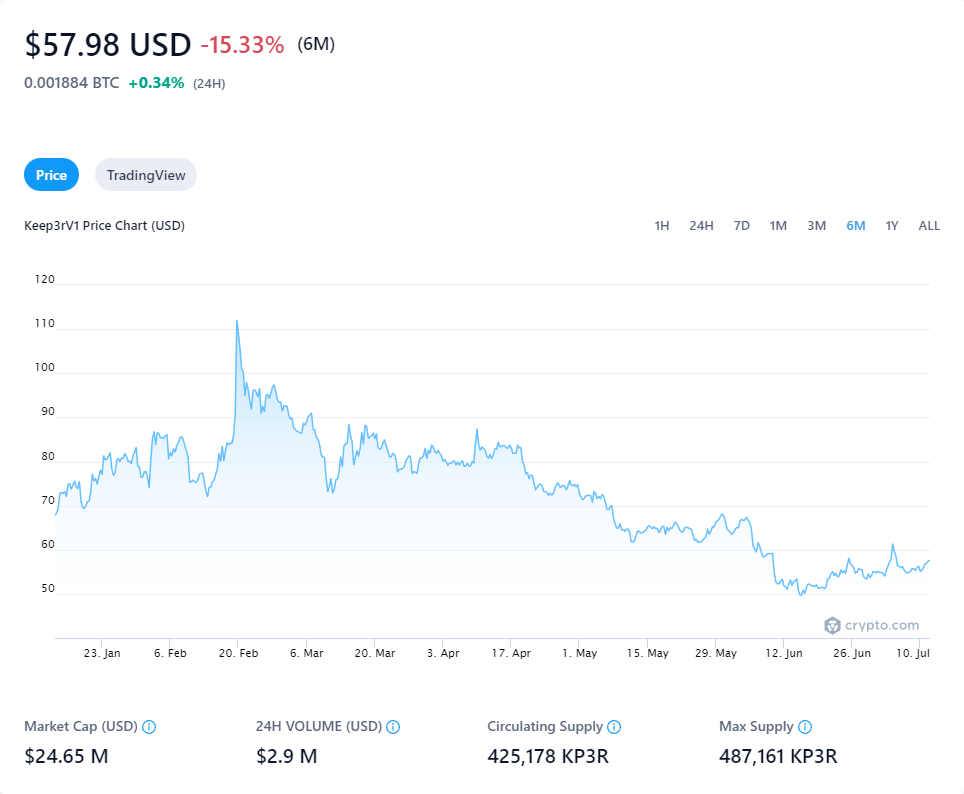 $57.98 USD -15.33% (6M)
0.001884 BTC +0.34% (24H)
Price TradingView
Keep3rV1 Price Chart (USD) 1H 24H 7D 1M 3M 6M 1Y ALL
120
110
100
90
80
70
60
50
crypto.com
23. Jan 6. Feb 20. Feb 6. Mar 20. Mar 3. Apr 17. Apr 1. May 15. May 29. May 12. Jun 26. Jun 10. Jul
Market Cap (USD) 24H VOLUME (USD) Circulating Supply Max Supply
$24.65 M $2.9 M 425,178 KP3R 487,161 KP3R